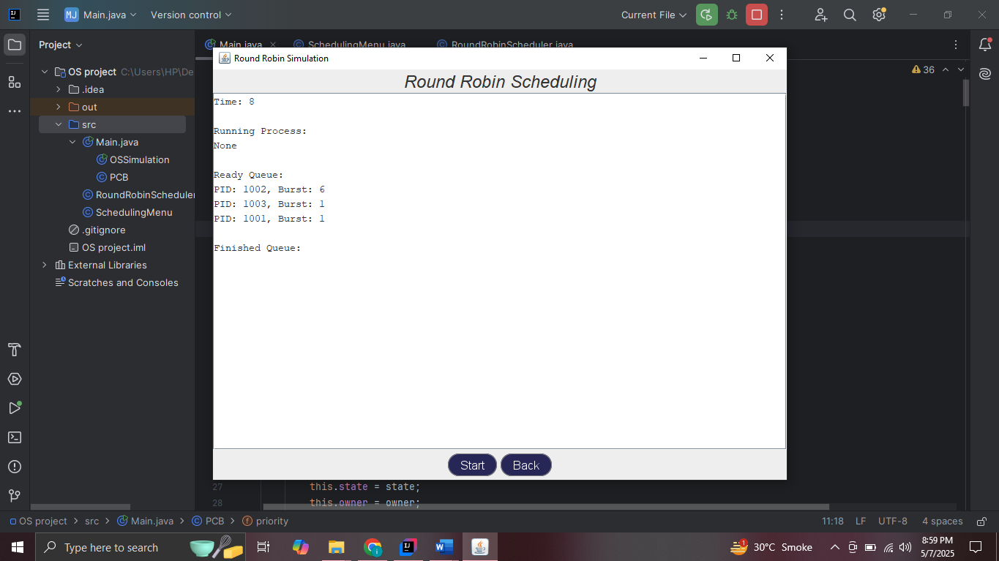 MJ Main.java Version control Current File
Project
Main.java SchedulingMenu.java RoundRobinScheduler.java
Round Robin Simulation
OS project C:\Users\HP\De
36
.idea
Round Robin Scheduling
out
Time: 8
src
Running Process:
Main.java
None
OSSimulation
Ready Queue:
PCB
PID: 1002, Burst: 6
RoundRobinScheduler
PID: 1003, Burst: 1
SchedulingMenu
PID: 1001, Burst: 1
.gitignore
Finished Queue:
OS project.iml
External Libraries
Scratches and Consoles
Start Back
27 this.state = state;
28 this.owner = owner;
OS project > src > Main.java > PCB > priority 11:18 LF UTF-8 4 spaces
Type here to search 1 30°C Smoke 8:59 PM
5/7/2025